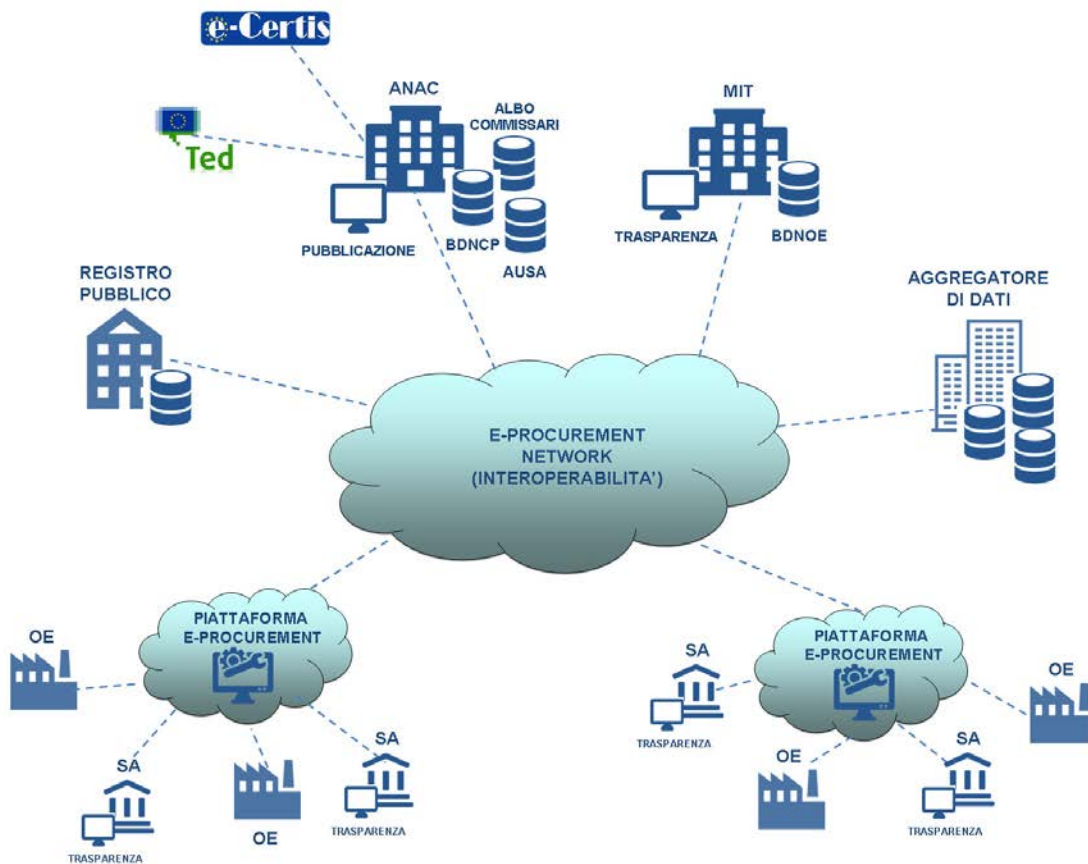 e-Certis
Ted
ANAC
ALBO
COMMISSARI
PUBBLICAZIONE
BDNCP
AUSA
MIT
TRASPARENZA
BDNOE
REGISTRO
PUBBLICO
AGGREGATORE
DI DATI
E-PROCUREMENT
NETWORK
(INTEROPERABILITA’)
PIATTAFORMA
E-PROCUREMENT
OE
SA
TRASPARENZA
OE
SA
TRASPARENZA
PIATTAFORMA
E-PROCUREMENT
SA
TRASPARENZA
OE
OE
SA
TRASPARENZA